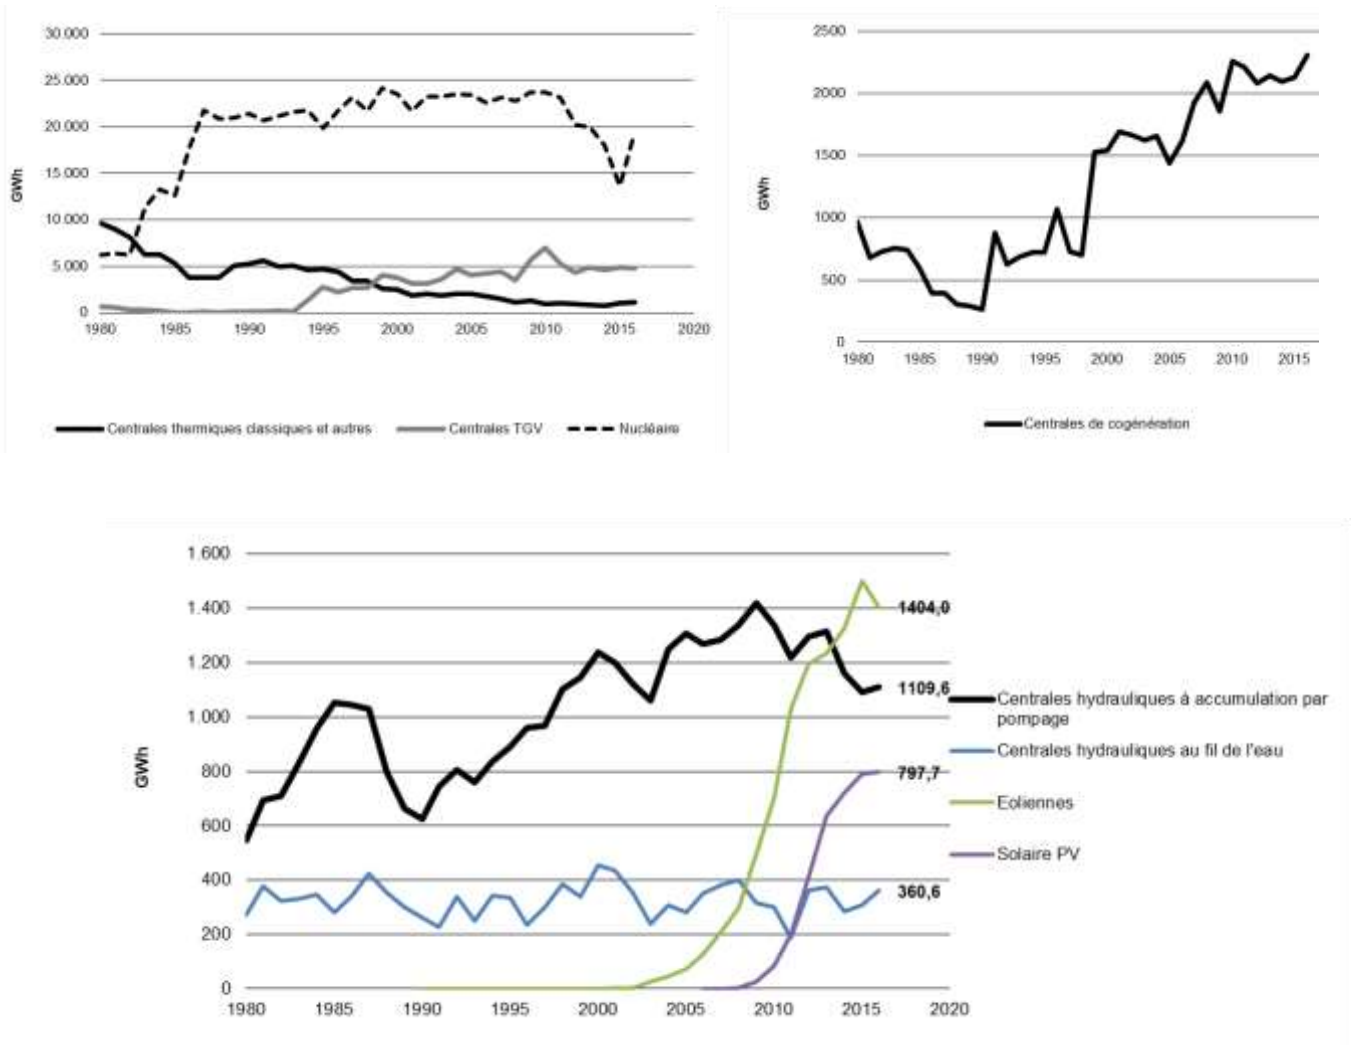 30.000
25.000
20.000
15.000
10.000
5.000
0
GWh
1980 1985 1990 1995 2000 2005 2010 2015 2020
Centrales thermiques classiques et autres Centrales TGV Nucléaire
2500
2000
1500
1000
500
0
GWh
1980 1985 1990 1995 2000 2005 2010 2015
Centrales de cogénération
1.600
1.400
1.200
1.000
800
600
400
200
0
GWh
1980 1985 1990 1995 2000 2005 2010 2015 2020
1404,0
1109,6
797,7
360,6
Centrales hydrauliques à accumulation par
pompage
Centrales hydrauliques au fil de l'eau
Eoliennes
Solaire PV